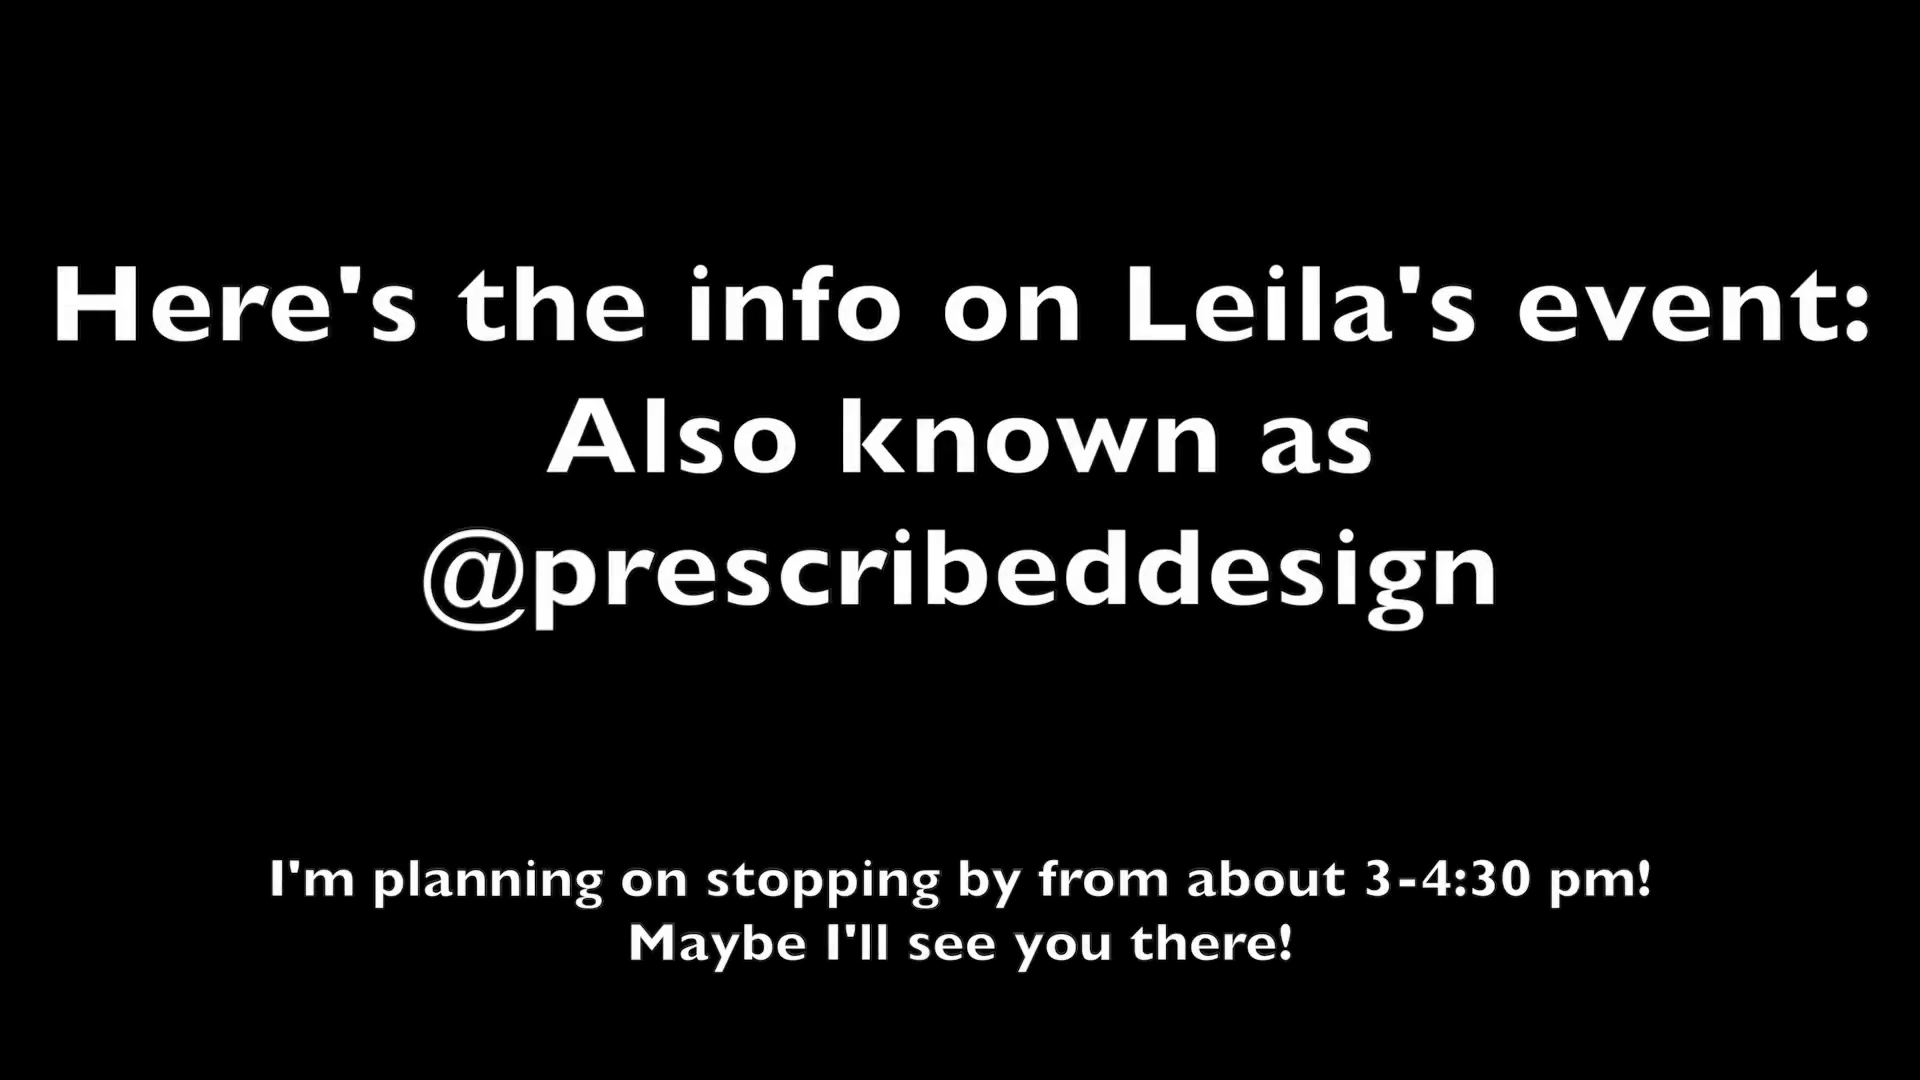 Here's the info on Leila's event:
Also known as
@prescribeddesign
I'm planning on stopping by from about 3-4:30 pm!
Maybe I'll see you there!